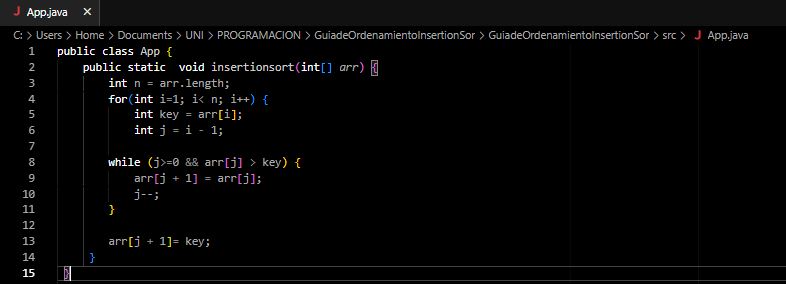 J App.java ×
C: > Users > Home > Documents > UNI > PROGRAMACION > GuiadeOrdenamientoInsertionSor > GuiadeOrdenamientoInsertionSor > src > J App.java
1 public class App {
2     public static  void insertionsort(int[] arr) {
3         int n = arr.length;
4         for(int i=1; i< n; i++) {
5             int key = arr[i];
6             int j = i - 1;
7
8         while (j>=0 && arr[j] > key) {
9             arr[j + 1] = arr[j];
10             j--;
11         }
12
13         arr[j + 1]= key;
14      }
15  }